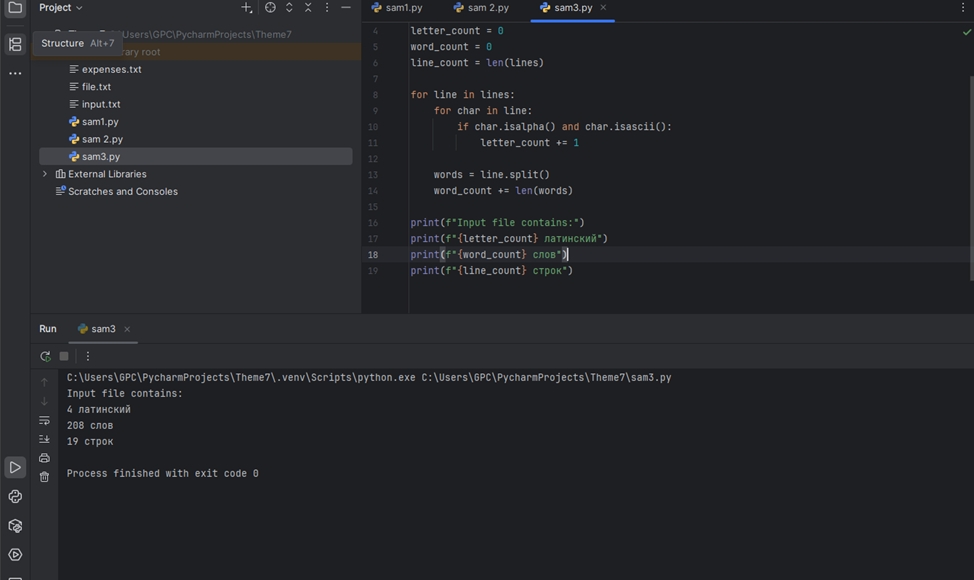 Project
sam1.py
sam 2.py
sam3.py
Structure Alt+7
Users\GPC\PycharmProjects\Theme7
library root
expenses.txt
file.txt
input.txt
sam1.py
sam 2.py
sam3.py
External Libraries
Scratches and Consoles
4 letter_count = 0
5 word_count = 0
6 line_count = len(lines)
7
8 for line in lines:
9 for char in line:
10 if char.isalpha() and char.isascii():
11 letter_count += 1
12
13 words = line.split()
14 word_count += len(words)
15
16 print(f"Input file contains:")
17 print(f"{letter_count} латинский")
18 print(f"{word_count} слов")
19 print(f"{line_count} строк")
Run sam3
C:\Users\GPC\PycharmProjects\Theme7\.venv\Scripts\python.exe C:\Users\GPC\PycharmProjects\Theme7\sam3.py
Input file contains:
4 латинский
208 слов
19 строк
Process finished with exit code 0